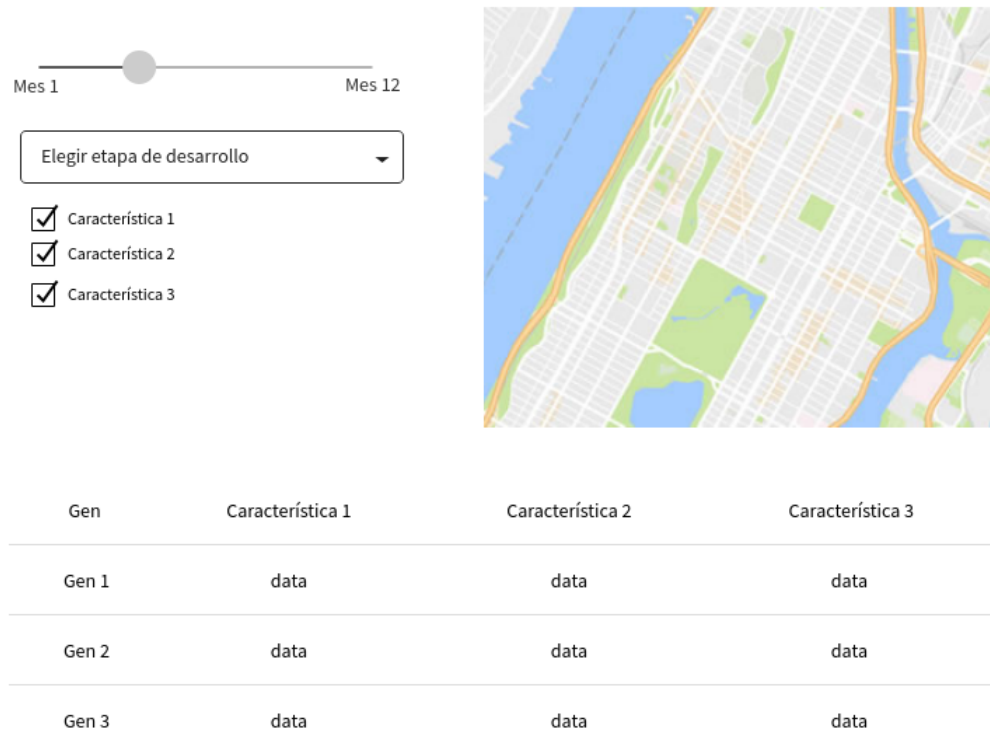 Mes 1 Mes 12
Elegir etapa de desarrollo
Característica 1
Característica 2
Característica 3
Gen Característica 1 Característica 2 Característica 3
Gen 1 data data data
Gen 2 data data data
Gen 3 data data data